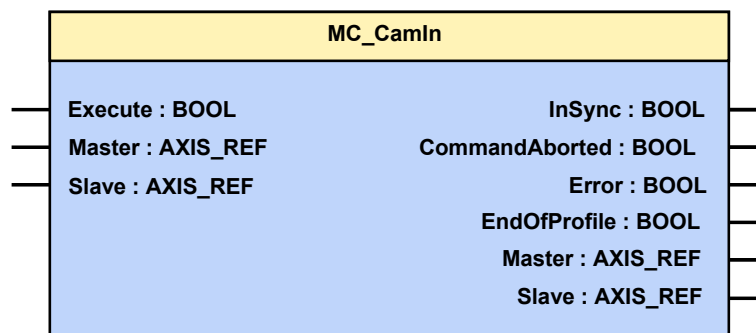 MC_CamIn
Execute : BOOL
InSync : BOOL
Master : AXIS_REF
CommandAborted : BOOL
Slave : AXIS_REF
Error : BOOL
EndOfProfile : BOOL
Master : AXIS_REF
Slave : AXIS_REF